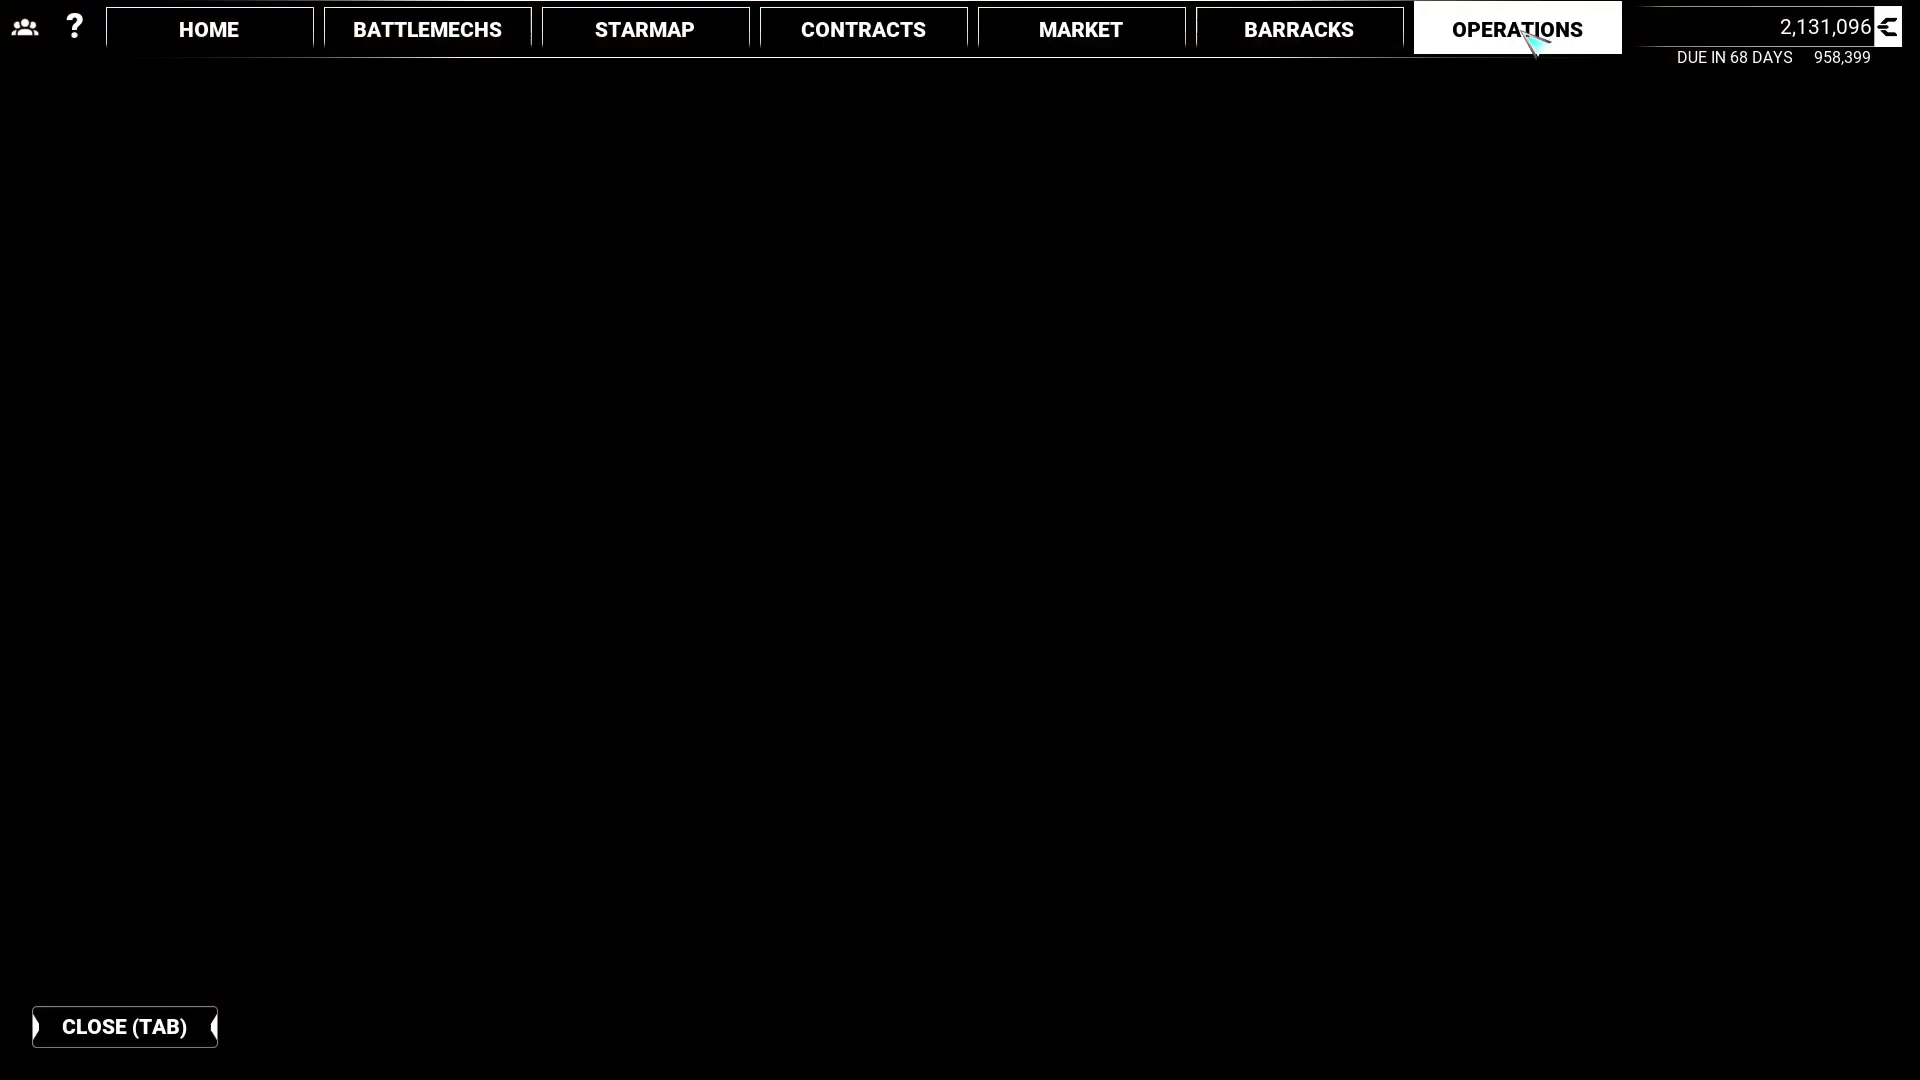 ? HOME BATTLEMECHS STARMAP CONTRACTS MARKET BARRACKS OPERATIONS 2,131,096
DUE IN 68 DAYS 958,399
CLOSE (TAB)